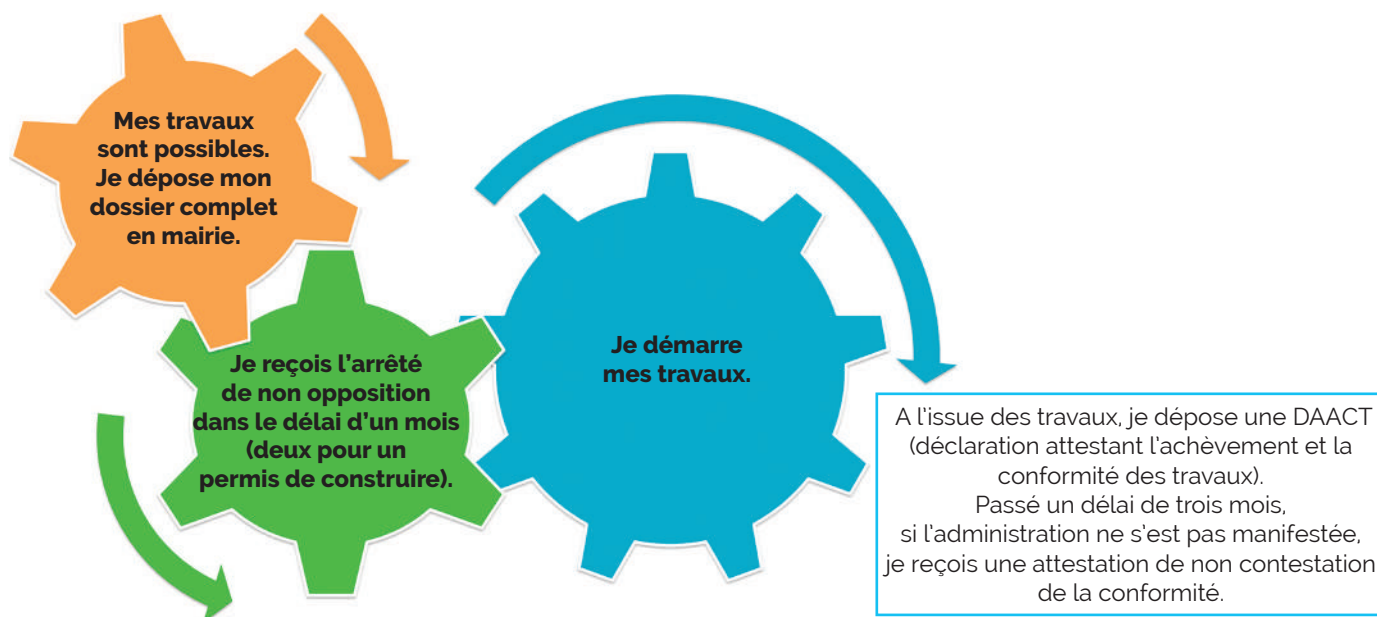 Mes travaux
sont possibles.
Je dépose mon
dossier complet
en mairie.
Je reçois l'arrêté
de non opposition
dans le délai d'un mois
(deux pour un
permis de construire).
Je démarre
mes travaux.
A l'issue des travaux, je dépose une DAACT
(déclaration attestant l'achèvement et la
conformité des travaux).
Passé un délai de trois mois,
si l'administration ne s'est pas manifestée,
je reçois une attestation de non contestation
de la conformité.